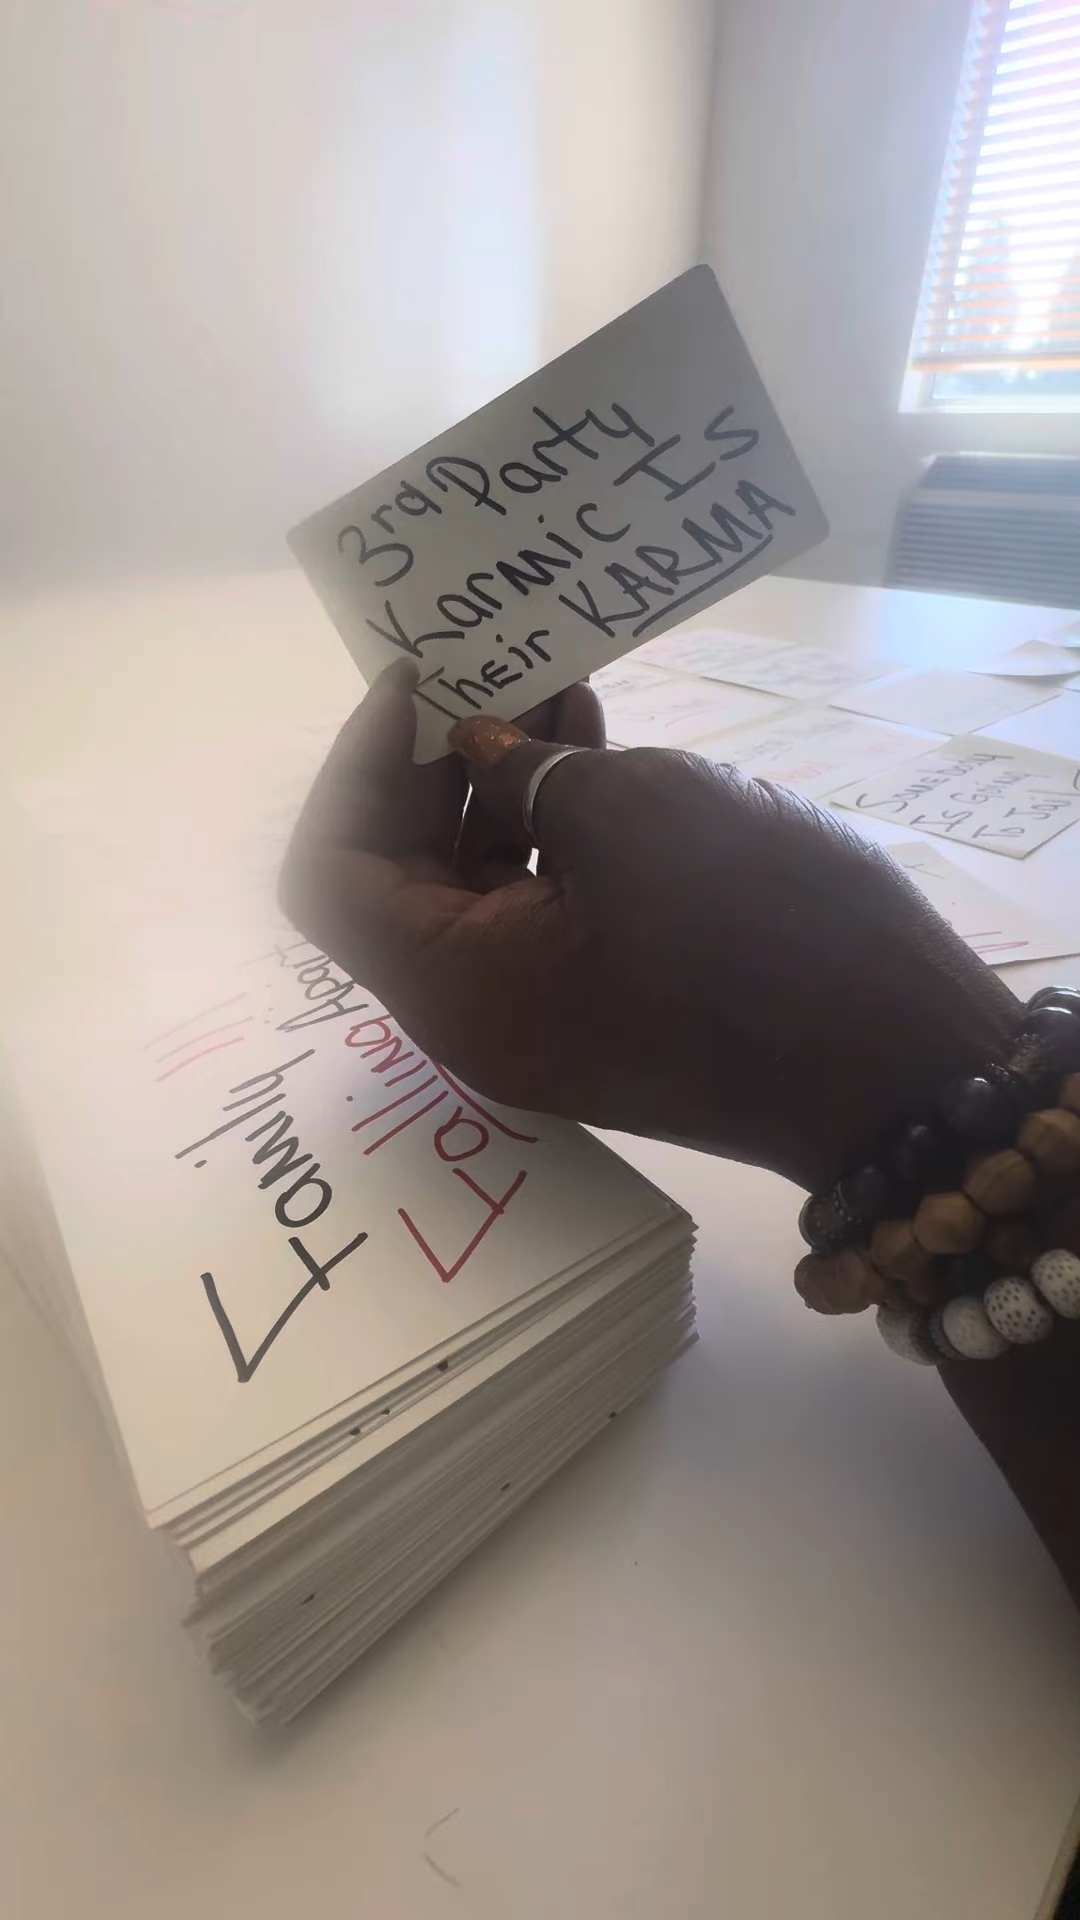 3rd Party
Karmic Is
Their KARMA
Somebody
Is Going
To Jail
Family
Falling Apart